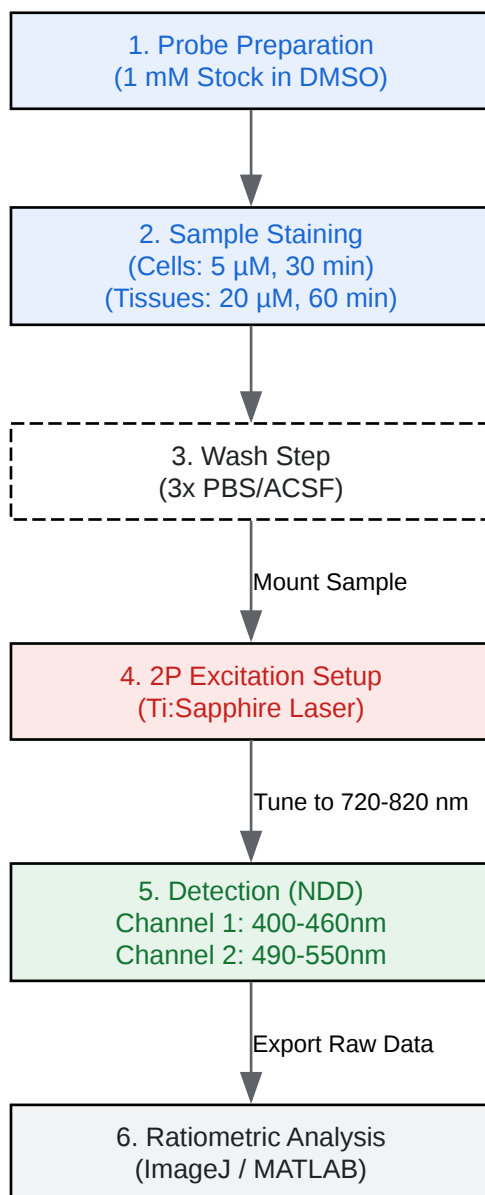 1. Probe Preparation
(1 mM Stock in DMSO)
2. Sample Staining
(Cells: 5 µM, 30 min)
(Tissues: 20 µM, 60 min)
3. Wash Step
(3x PBS/ACSF)
Mount Sample
4. 2P Excitation Setup
(Ti:Sapphire Laser)
Tune to 720-820 nm
5. Detection (NDD)
Channel 1: 400-460nm
Channel 2: 490-550nm
Export Raw Data
6. Ratiometric Analysis
(ImageJ / MATLAB)